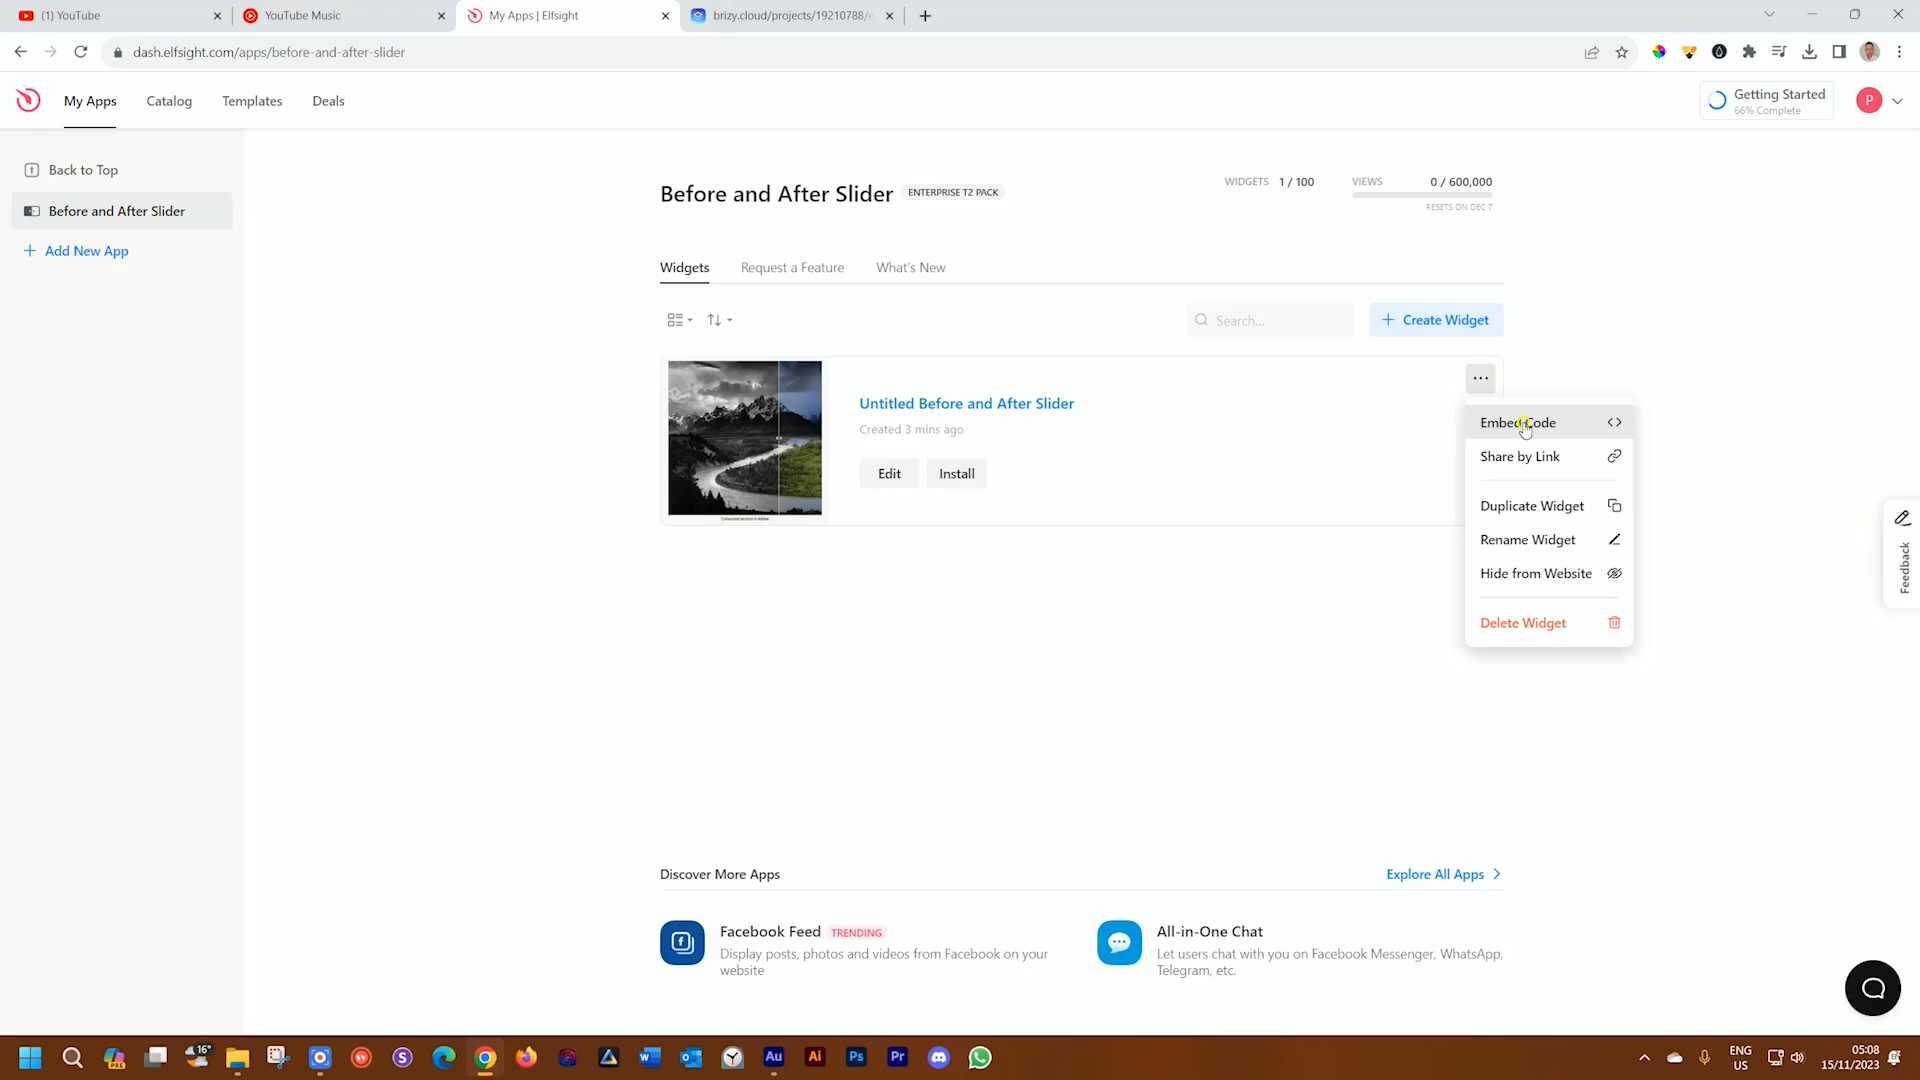 (1) YouTube
YouTube Music
My Apps | Elfsight
brizy.cloud/projects/19210788/e
dash.elfsight.com/apps/before-and-after-slider
My Apps
Catalog
Templates
Deals
Getting Started
66% Complete
P
Back to Top
Before and After Slider
Add New App
Before and After Slider
ENTERPRISE T2 PACK
WIDGETS 1 / 100
VIEWS 0 / 600,000
RESETS ON DEC 7
Widgets
Request a Feature
What's New
Search...
Create Widget
Untitled Before and After Slider
Created 3 mins ago
Edit
Install
Embed Code
Share by Link
Duplicate Widget
Rename Widget
Hide from Website
Delete Widget
Feedback
Discover More Apps
Explore All Apps
Facebook Feed TRENDING
Display posts, photos and videos from Facebook on your
website
All-in-One Chat
Let users chat with you on Facebook Messenger, WhatsApp,
Telegram, etc.
16°
PRE
S
Au
Ai
Ps
Pr
ENG
US
05:08
15/11/2023